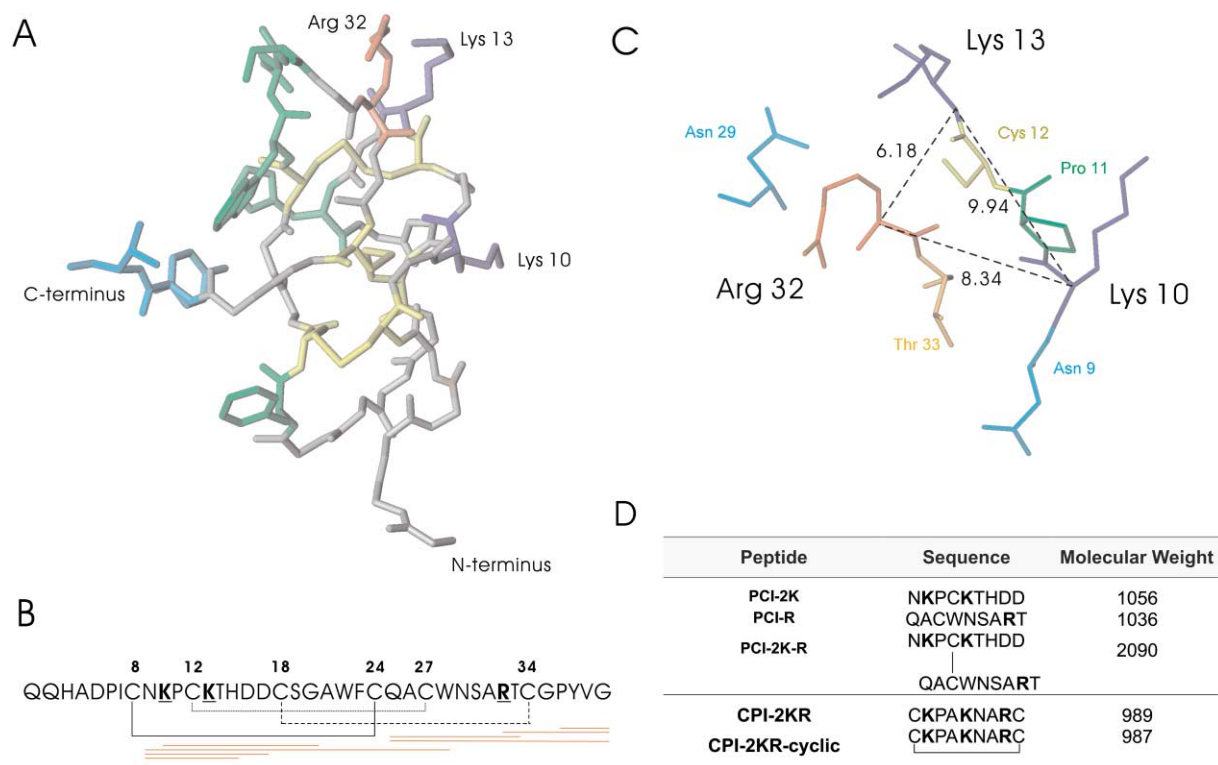 A
Arg 32
Lys 13
Lys 10
C-terminus
N-terminus
B
8 12 18 24 27 34
QQHADPICNKPCKTHDDCSGAWFCQACWNSARTCGPYVG
C
Lys 13
Asn 29
Cys 12
6.18
Pro 11
9.94
Arg 32
8.34
Lys 10
Thr 33
Asn 9
D
Peptide Sequence Molecular Weight
PCI-2K NKPCKTHDD 1056
PCI-R QACWNSART 1036
PCI-2K-R NKPCKTHDD 2090
QACWNSART
CPI-2KR CKPAKNARC 989
CPI-2KR-cyclic CKPAKNARC 987